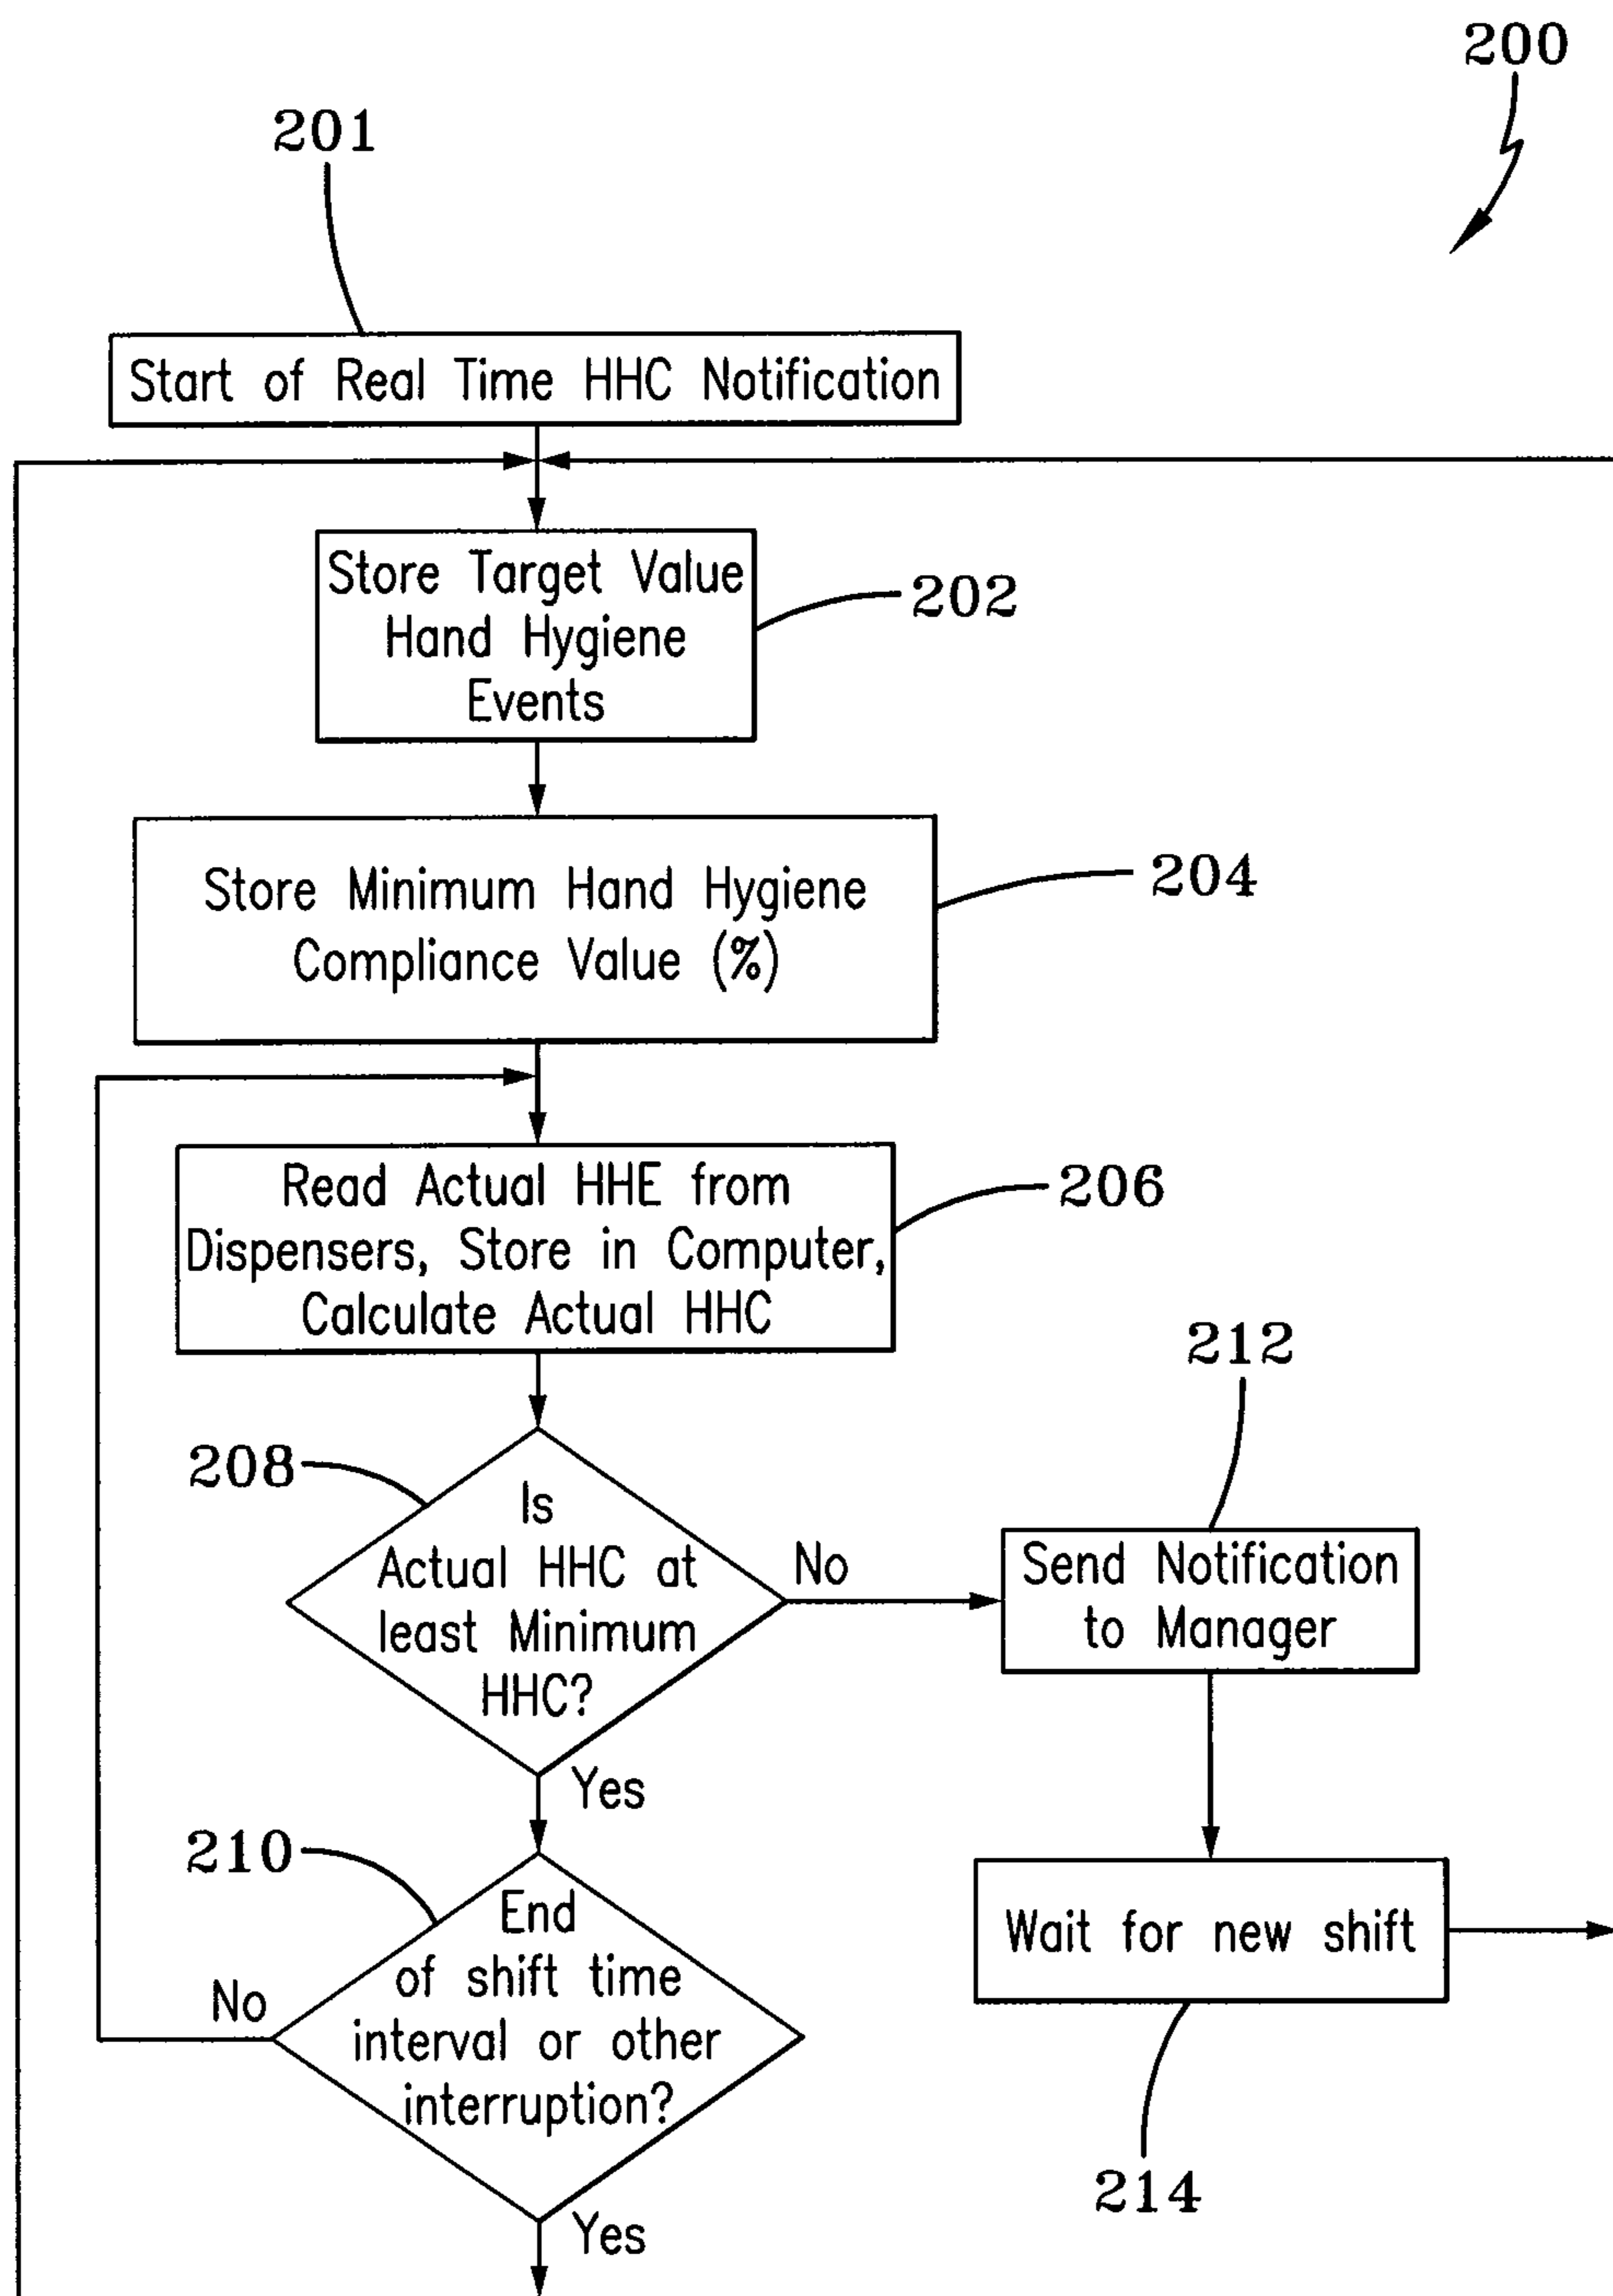 200
201
Start of Real Time HHC Notification
Store Target Value
Hand Hygiene
Events
202
Store Minimum Hand Hygiene
Compliance Value (%)
204
Read Actual HHE from
Dispensers, Store in Computer,
Calculate Actual HHC
206
208
Is
Actual HHC at
least Minimum
HHC?
No
212
Send Notification
to Manager
Yes
210
End
of shift time
interval or other
interruption?
No
Wait for new shift
214
Yes